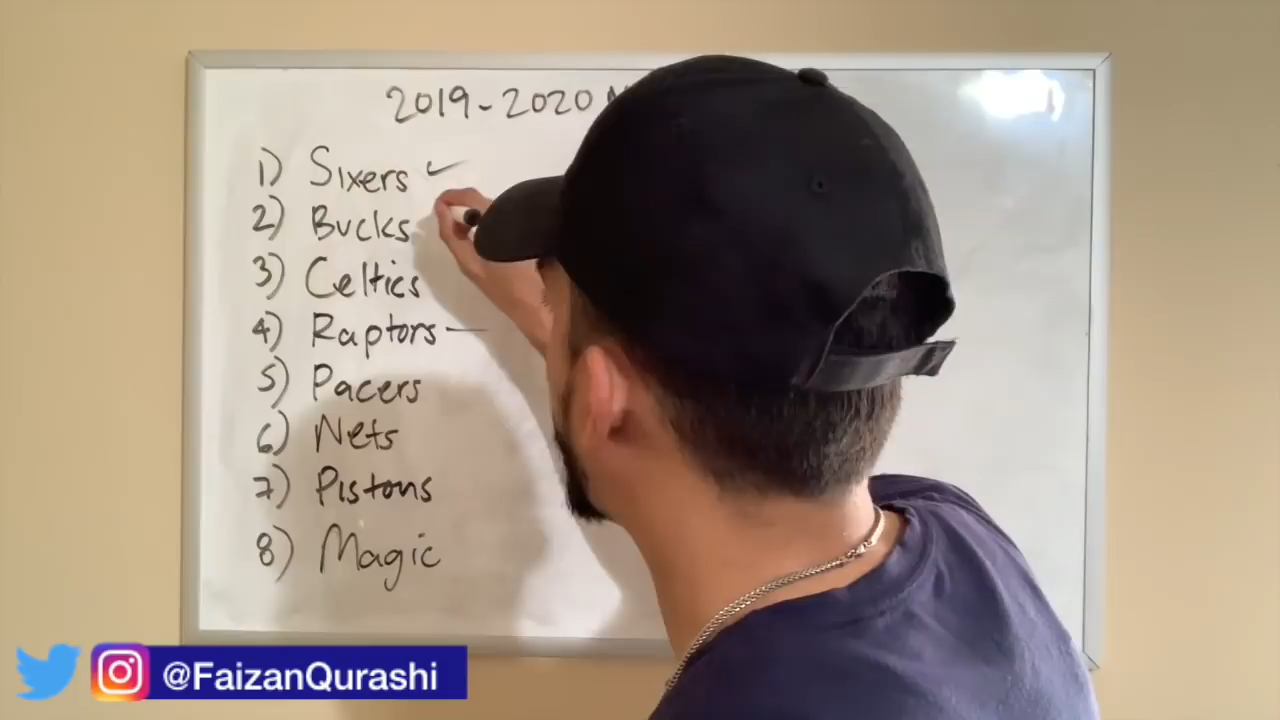 2019-2020
1) Sixers
2) Bucks
3) Celtics
4) Raptors
5) Pacers
6) Nets
7) Pistons
8) Magic
@FaizanQurashi